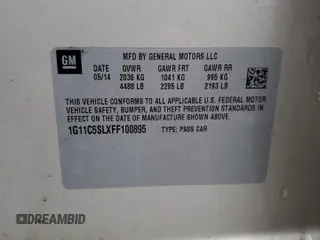 GM
MFD BY GENERAL MOTORS LLC
DATE GVWR GAWR FRT GAWR RR
05/14 2036 KG 1041 KG 995 KG
4488 LB 2295 LB 2193 LB
THIS VEHICLE CONFORMS TO ALL APPLICABLE U.S. FEDERAL MOTOR
VEHICLE SAFETY, BUMPER, AND THEFT PREVENTION STANDARDS IN
EFFECT ON THE DATE OF MANUFACTURE SHOWN ABOVE.
1G11C5SLXFF100895 TYPE: PASS CAR
DREAMBID